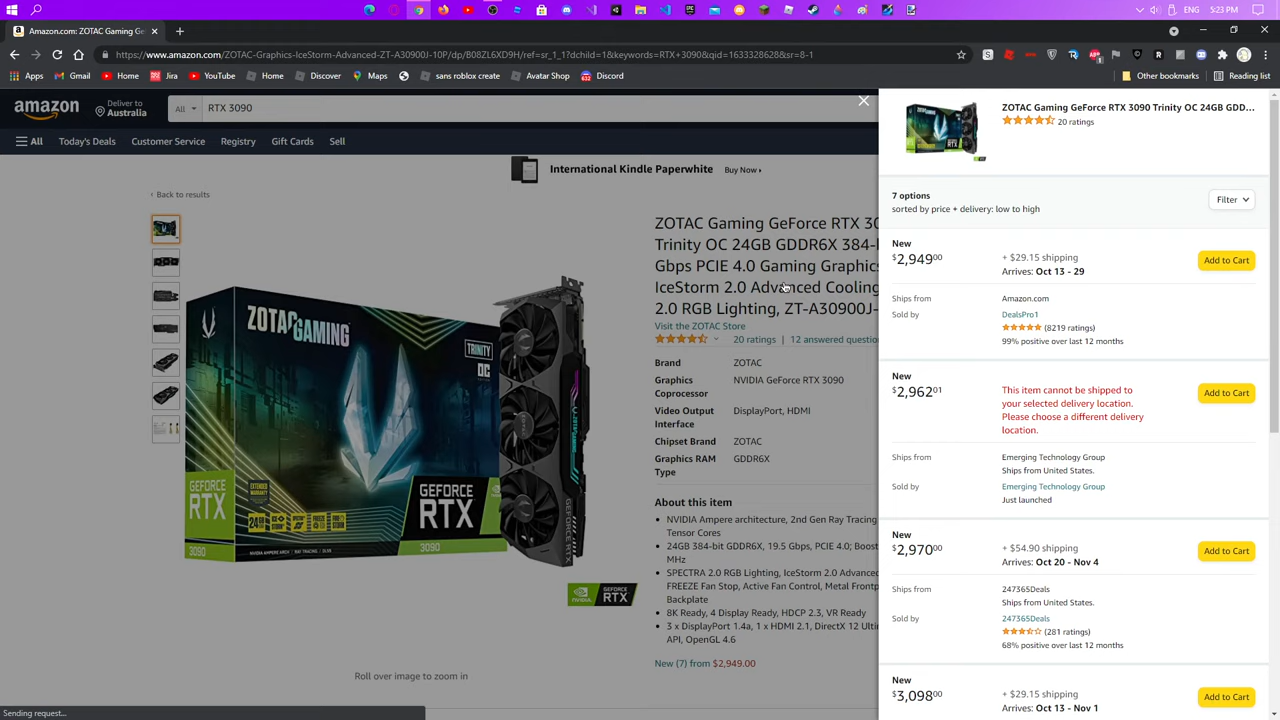 Amazon.com: ZOTAC Gaming Ge
https://www.amazon.com/ZOTAC-Graphics-IceStorm-Advanced-ZT-A30900J-10P/dp/B08ZL6XD9H/ref=sr_1_1?dchild=1&keywords=RTX+3090&qid=1633328628&sr=8-1
Apps Gmail Home Jira YouTube Home Discover Maps sans roblox create Avatar Shop Discord Other bookmarks Reading list
amazon
Deliver to
Australia
All RTX 3090
All Today's Deals Customer Service Registry Gift Cards Sell
International Kindle Paperwhite Buy Now
Back to results
ZOTAC Gaming GeForce RTX 30
Trinity OC 24GB GDDR6X 384-
Gbps PCIE 4.0 Gaming Graphics
IceStorm 2.0 Advanced Cooling
2.0 RGB Lighting, ZT-A30900J-
Visit the ZOTAC Store
20 ratings | 12 answered questio
Brand ZOTAC
Graphics Coprocessor NVIDIA GeForce RTX 3090
Video Output Interface DisplayPort, HDMI
Chipset Brand ZOTAC
Graphics RAM Type GDDR6X
About this item
NVIDIA Ampere architecture, 2nd Gen Ray Tracing
Tensor Cores
24GB 384-bit GDDR6X, 19.5 Gbps, PCIE 4.0; Boost
MHz
SPECTRA 2.0 RGB Lighting, IceStorm 2.0 Advanced
FREEZE Fan Stop, Active Fan Control, Metal Frontp
Backplate
8K Ready, 4 Display Ready, HDCP 2.3, VR Ready
3 x DisplayPort 1.4a, 1 x HDMI 2.1, DirectX 12 Ulti
API, OpenGL 4.6
New (7) from $2,949.00
ZOTAC GAMING
TRINITY
OC
GEFORCE
RTX
3090
GEFORCE
RTX
3090
NVIDIA
RTX
Roll over image to zoom in
Sending request...
ZOTAC Gaming GeForce RTX 3090 Trinity OC 24GB GDD...
20 ratings
7 options
sorted by price + delivery: low to high
Filter
New
$2,949 00
+ $29.15 shipping
Arrives: Oct 13 - 29
Add to Cart
Ships from Amazon.com
Sold by DealsPro1
(8219 ratings)
99% positive over last 12 months
New
$2,962 01
This item cannot be shipped to
your selected delivery location.
Please choose a different delivery
location.
Add to Cart
Ships from Emerging Technology Group
Ships from United States.
Sold by Emerging Technology Group
Just launched
New
$2,970 00
+ $54.90 shipping
Arrives: Oct 20 - Nov 4
Add to Cart
Ships from 247365Deals
Ships from United States.
Sold by 247365Deals
(281 ratings)
68% positive over last 12 months
New
$3,098 00
+ $29.15 shipping
Arrives: Oct 13 - Nov 1
Add to Cart